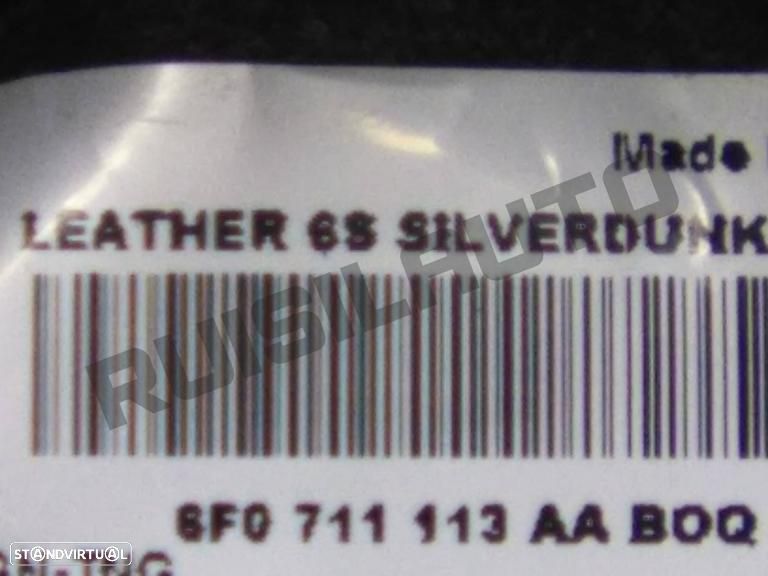 Made
LEATHER 6S SILVERDUNK
RUISILAUTO
6F0 711 113 AA BOQ
STANDVIRTUAL